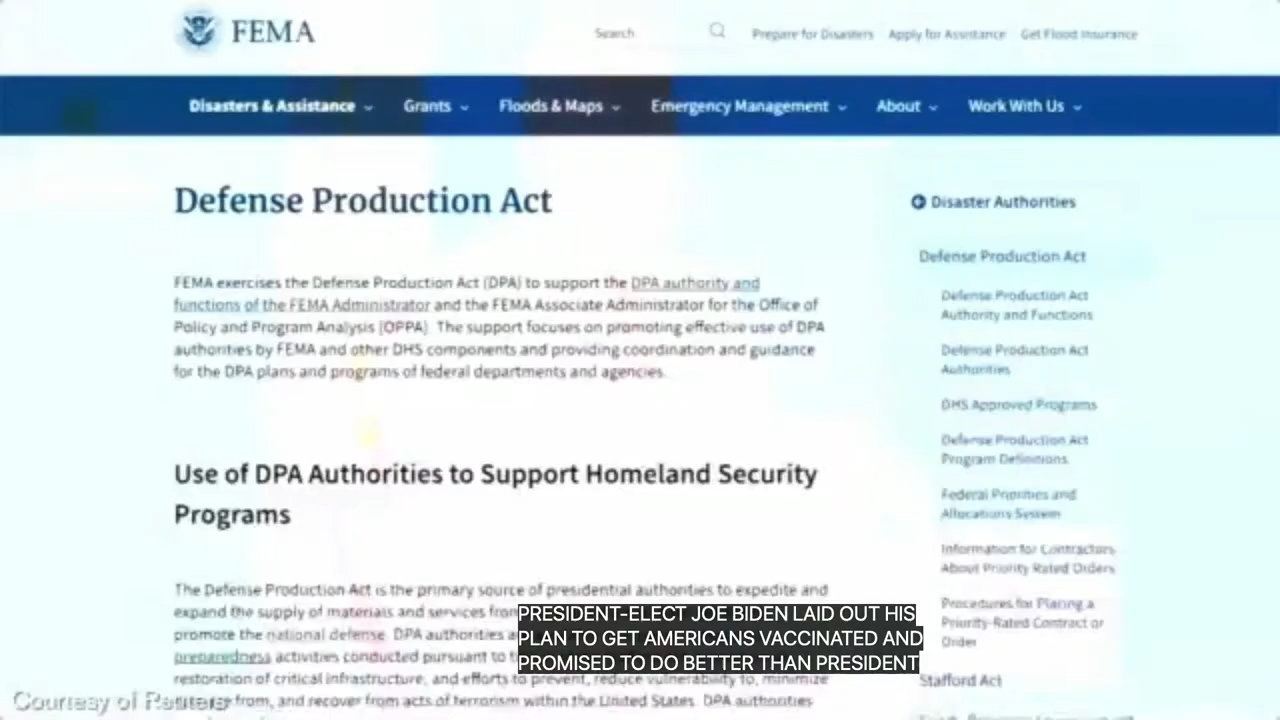 FEMA
Search
Prepare for Disasters Apply for Assistance Get Flood Insurance
Disasters & Assistance Grants Floods & Maps Emergency Management About Work With Us
Defense Production Act
FEMA exercises the Defense Production Act (DPA) to support the DPA authority and
functions of the FEMA Administrator and the FEMA Associate Administrator for the Office of
Policy and Program Analysis (OPPA). The support focuses on promoting effective use of DPA
authorities by FEMA and other DHS components and providing coordination and guidance
for the DPA plans and programs of federal departments and agencies.
Use of DPA Authorities to Support Homeland Security
Programs
The Defense Production Act is the primary source of presidential authorities to expedite and
expand the supply of materials and services from
promote the national defense. DPA authorities
preparedness activities conducted pursuant to
restoration of critical infrastructure, and efforts to prevent, reduce vulnerability to, minimize
from, and recover from acts of terrorism within the United States. DPA authorities
Disaster Authorities
Defense Production Act
Defense Production Act
Authority and Functions
Defense Production Act
Authorities
DHS Approved Programs
Defense Production Act
Program Definitions
Federal Priorities and
Allocations System
Information for Contractors
About Priority Rated Orders
Procedures for Placing a
Priority-Rated Contract or
Order
Stafford Act
PRESIDENT-ELECT JOE BIDEN LAID OUT HIS
PLAN TO GET AMERICANS VACCINATED AND
PROMISED TO DO BETTER THAN PRESIDENT
Courtesy of Reuters